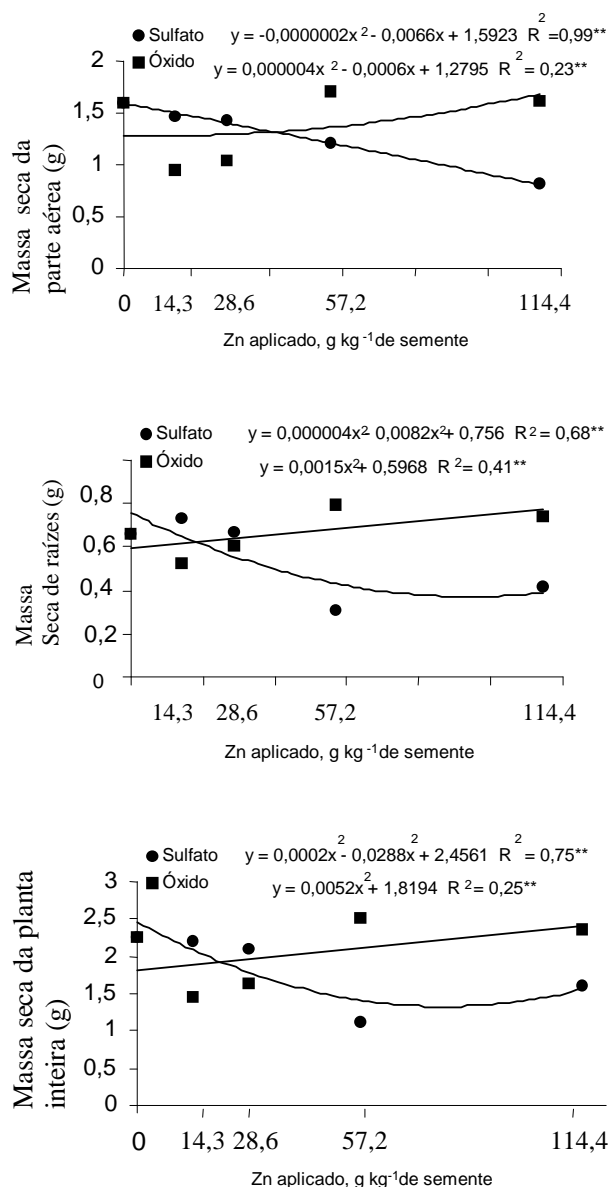 Sulfato y = -0,0000002x² - 0,0066x + 1,5923 R² = 0,99**
Óxido y = 0,000004x² - 0,0006x + 1,2795 R² = 0,23**
Massa seca da
parte aérea (g)
2
1,5
1
0,5
0
0 14,3 28,6 57,2 114,4
Zn aplicado, g kg⁻¹ de semente
Sulfato y = 0,000004x² - 0,0082x² + 0,756 R² = 0,68**
Óxido y = 0,0015x² + 0,5968 R² = 0,41**
Massa
Seca de raízes (g)
0,8
0,6
0,4
0,2
0
14,3 28,6 57,2 114,4
Zn aplicado, g kg⁻¹ de semente
Sulfato y = 0,0002x² - 0,0288x² + 2,4561 R² = 0,75**
Óxido y = 0,0052x² + 1,8194 R² = 0,25**
Massa seca da planta
inteira (g)
3
2,5
2
1,5
1
0,5
0
0 14,3 28,6 57,2 114,4
Zn aplicado, g kg⁻¹ de semente